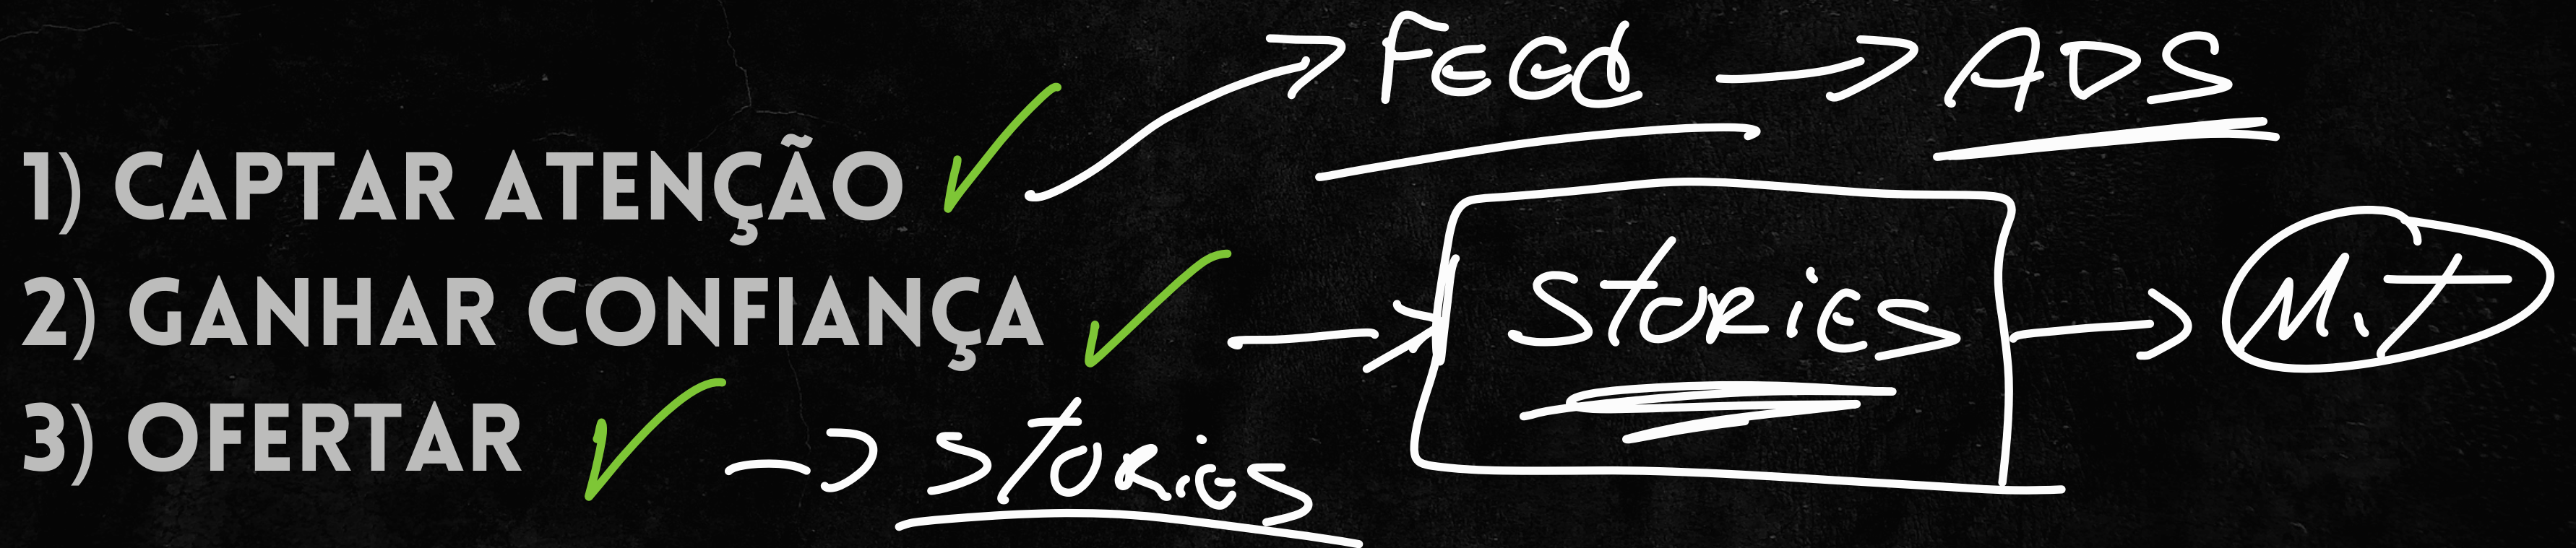 FEED → ADS
1) CAPTAR ATENÇÃO
2) GANHAR CONFIANÇA → STORIES → M.T
3) OFERTAR → STORIES